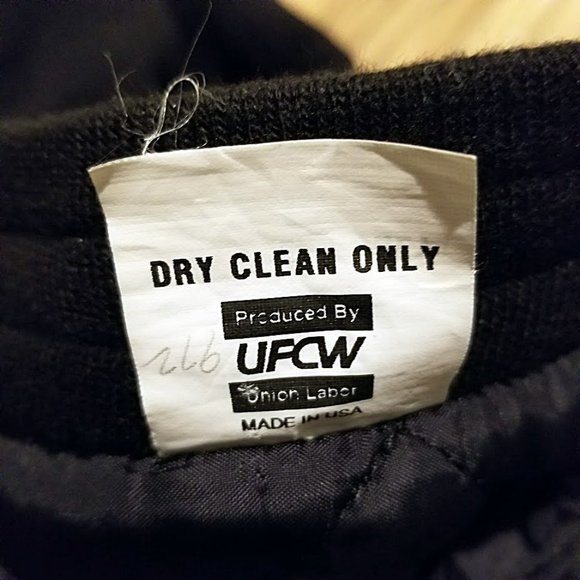 DRY CLEAN ONLY
Produced By
UFCW
Union Labor
MADE IN USA